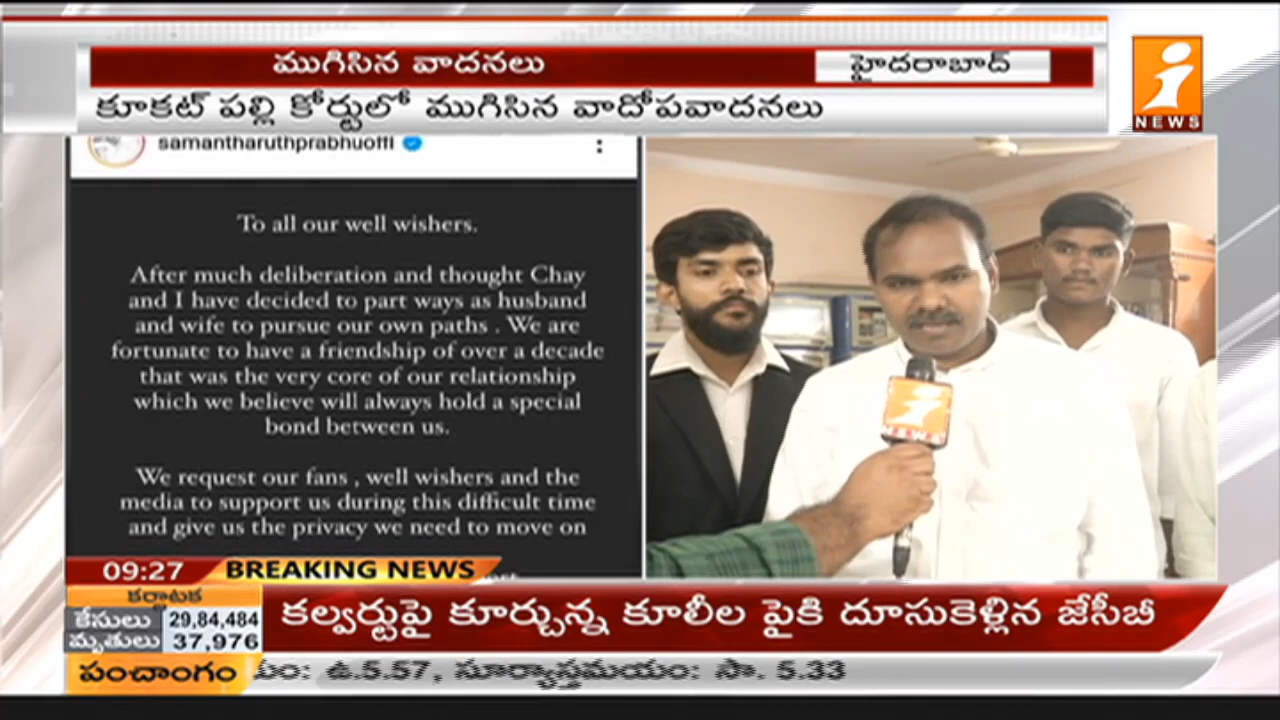 ముగిసిన వాదనలు
హైదరాబాద్
కూకట్ పల్లి కోర్టులో ముగిసిన వాదోపవాదనలు
i
NEWS
samantharuthprabhuoffl
To all our well wishers.
After much deliberation and thought Chay
and I have decided to part ways as husband
and wife to pursue our own paths . We are
fortunate to have a friendship of over a decade
that was the very core of our relationship
which we believe will always hold a special
bond between us.
We request our fans , well wishers and the
media to support us during this difficult time
and give us the privacy we need to move on
i
NEWS
09:27
BREAKING NEWS
కర్ణాటక
కేసులు 29,84,484
మృతులు 37,976
కల్వర్టుపై కూర్చున్న కూలీల పైకి దూసుకెళ్లిన జేసీబీ
పంచాంగం
ఉ.5.57, సూర్యాస్తమయం: సా. 5.33